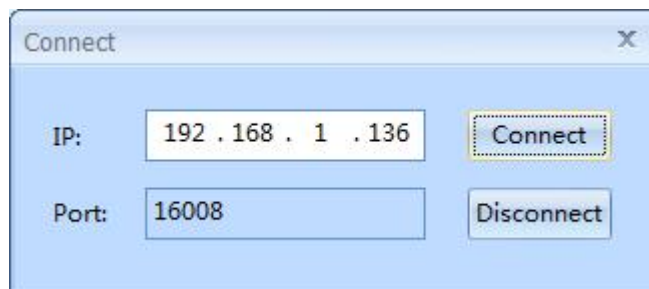 Connect x
IP: 192 . 168 . 1 . 136 Connect
Port: 16008 Disconnect